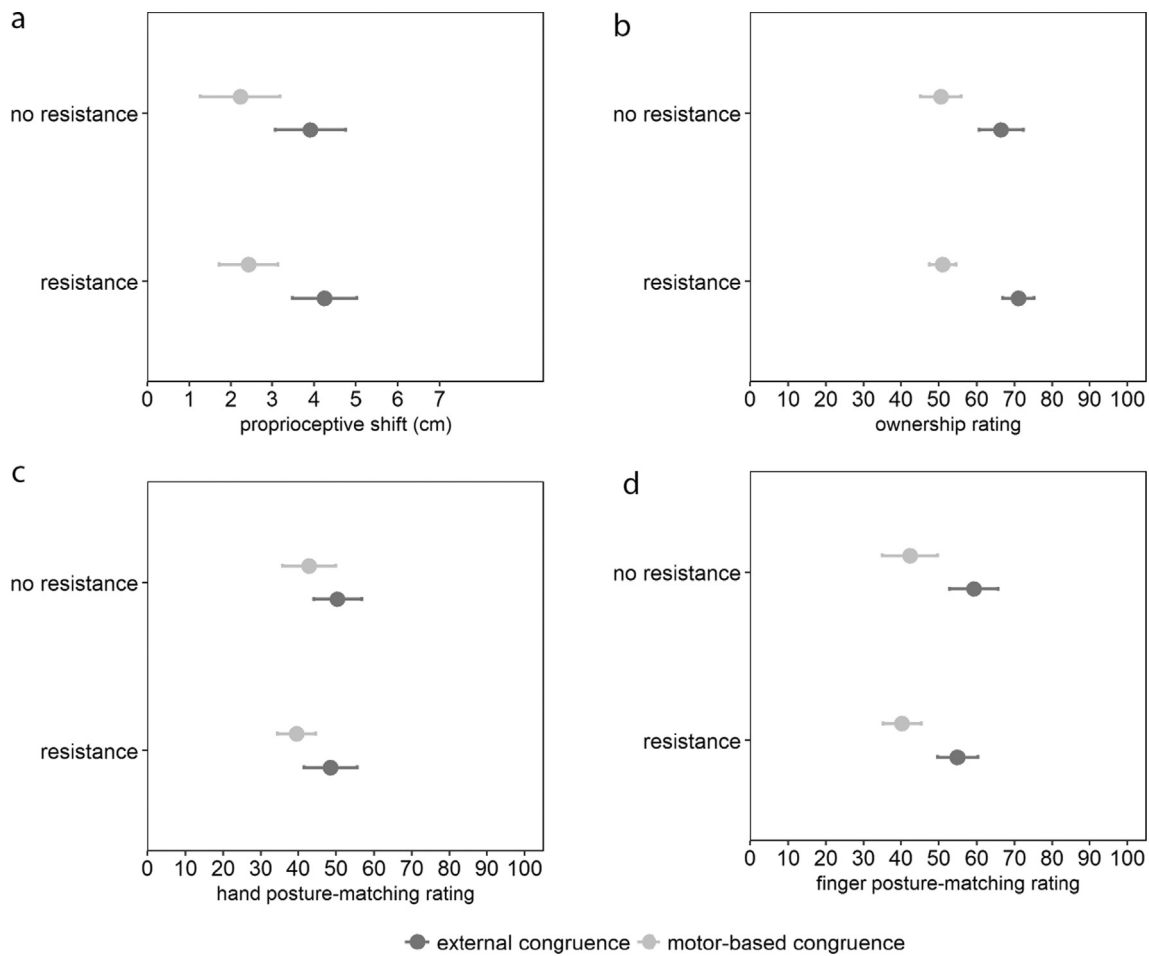 a
no resistance
resistance
0 1 2 3 4 5 6 7
proprioceptive shift (cm)
b
no resistance
resistance
0 10 20 30 40 50 60 70 80 90 100
ownership rating
c
no resistance
resistance
0 10 20 30 40 50 60 70 80 90 100
hand posture-matching rating
d
no resistance
resistance
0 10 20 30 40 50 60 70 80 90 100
finger posture-matching rating
external congruence motor-based congruence